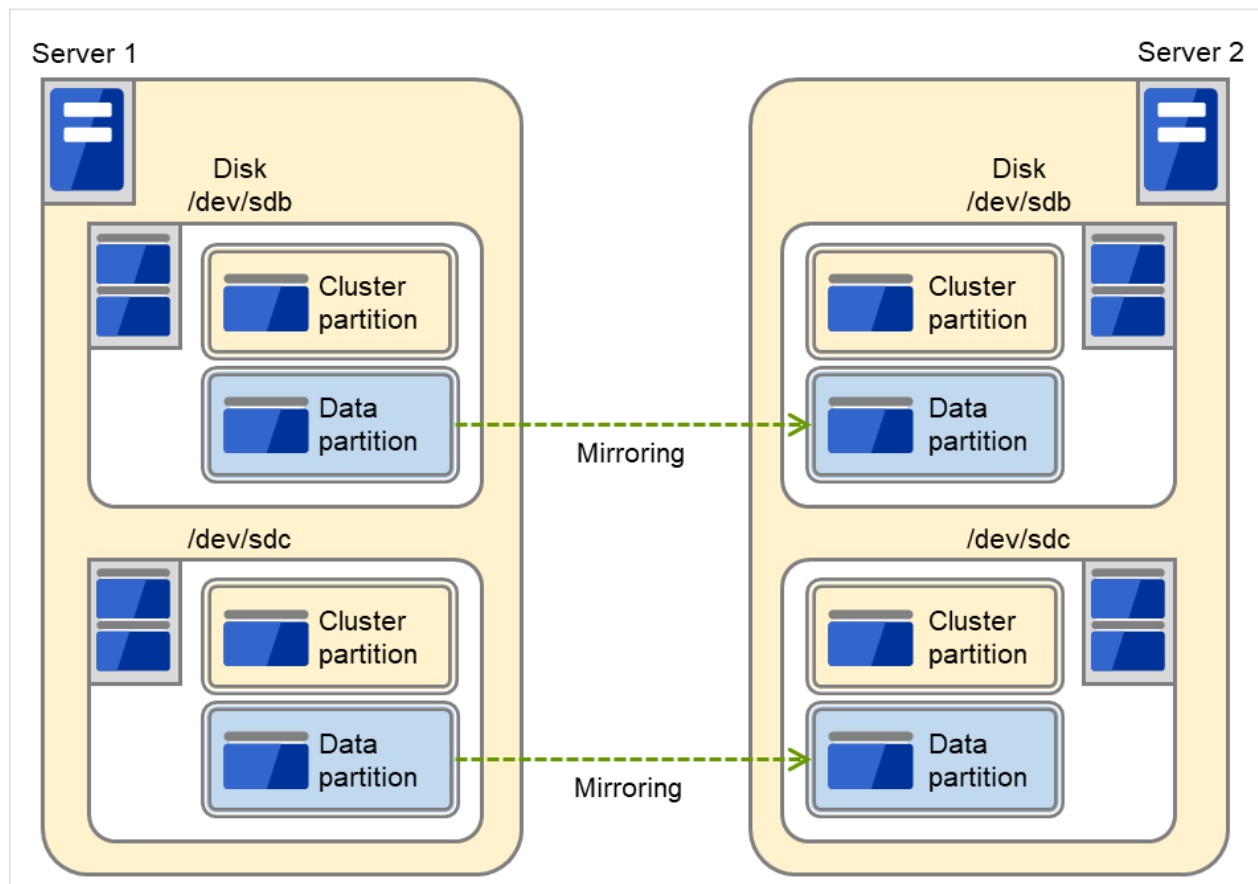 Server 1
Server 2
Disk
/dev/sdb
Cluster
partition
Data
partition
Mirroring
Disk
/dev/sdb
Cluster
partition
Data
partition
/dev/sdc
Cluster
partition
Data
partition
Mirroring
/dev/sdc
Cluster
partition
Data
partition